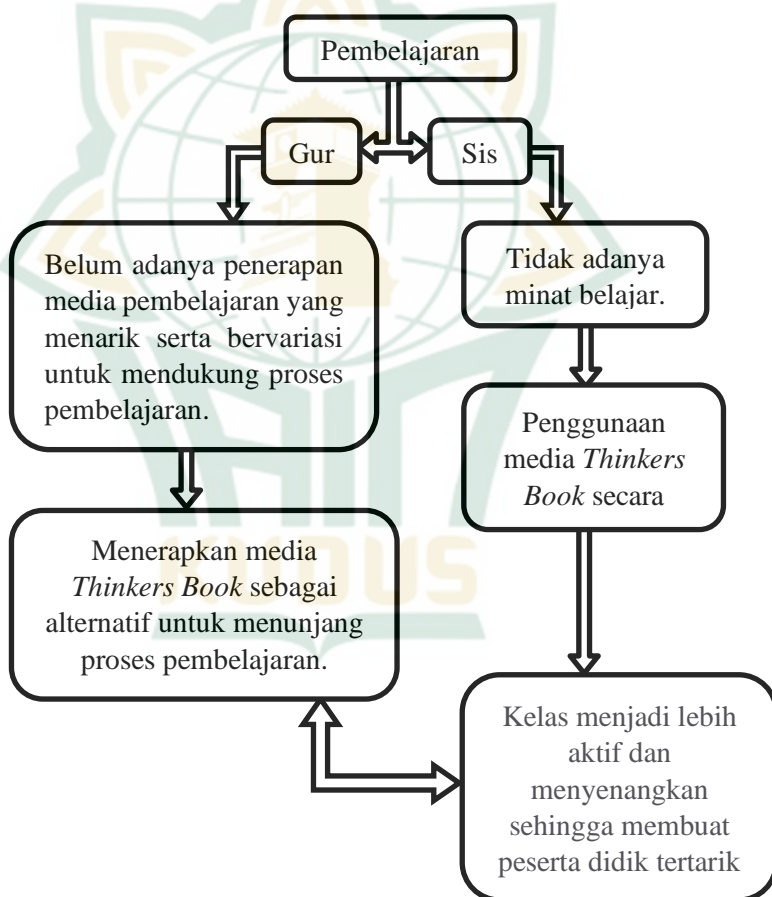 Pembelajaran
Gur
Sis
Belum adanya penerapan
media pembelajaran yang
menarik serta bervariasi
untuk mendukung proses
pembelajaran.
Tidak adanya
minat belajar.
Penggunaan
media Thinkers
Book secara
Menerapkan media
Thinkers Book sebagai
alternatif untuk menunjang
proses pembelajaran.
Kelas menjadi lebih
aktif dan
menyenangkan
sehingga membuat
peserta didik tertarik
KUDUS